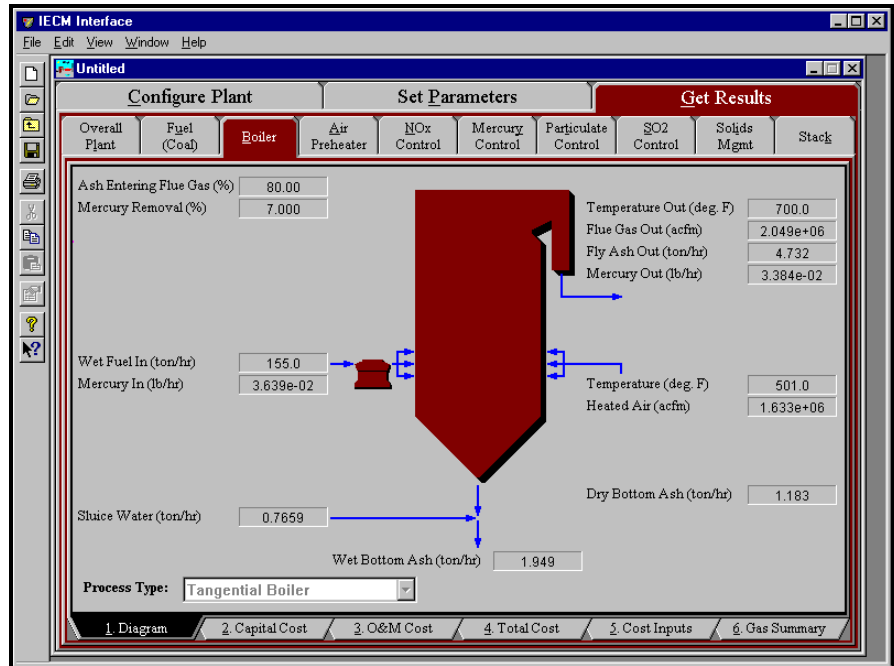 IECM Interface
File Edit View Window Help
Untitled
Configure Plant Set Parameters Get Results
Overall Plant Fuel (Coal) Boiler Air Preheater NOx Control Mercury Control Particulate Control SO2 Control Solids Mgmt Stack
Ash Entering Flue Gas (%) 80.00
Mercury Removal (%) 7.000
Temperature Out (deg. F) 700.0
Flue Gas Out (acfm) 2.049e+06
Fly Ash Out (ton/hr) 4.732
Mercury Out (lb/hr) 3.384e-02
Wet Fuel In (ton/hr) 155.0
Mercury In (lb/hr) 3.639e-02
Temperature (deg. F) 501.0
Heated Air (acfm) 1.633e+06
Dry Bottom Ash (ton/hr) 1.183
Sluice Water (ton/hr) 0.7659
Wet Bottom Ash (ton/hr) 1.949
Process Type: Tangential Boiler
1. Diagram 2. Capital Cost 3. O&M Cost 4. Total Cost 5. Cost Inputs 6. Gas Summary